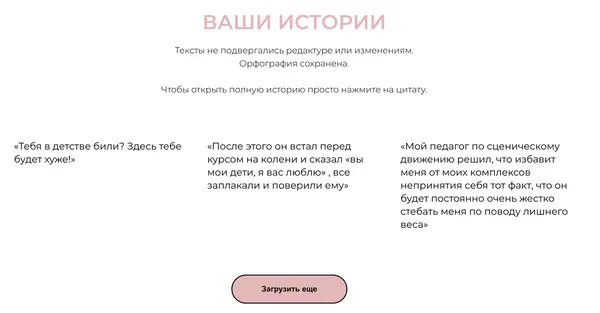 ВАШИ ИСТОРИИ
Тексты не подвергались редактуре или изменениям.
Орфография сохранена.
Чтобы открыть полную историю просто нажмите на цитату.
«Тебя в детстве били? Здесь тебе
будет хуже!»
«После этого он встал перед
курсом на колени и сказал «вы
мои дети, я вас люблю» , все
заплакали и поверили ему»
«Мой педагог по сценическому
движению решил, что избавит
меня от моих комплексов
непринятия себя тот факт, что он
будет постоянно очень жестко
стебать меня по поводу лишнего
веса»
Загрузить еще